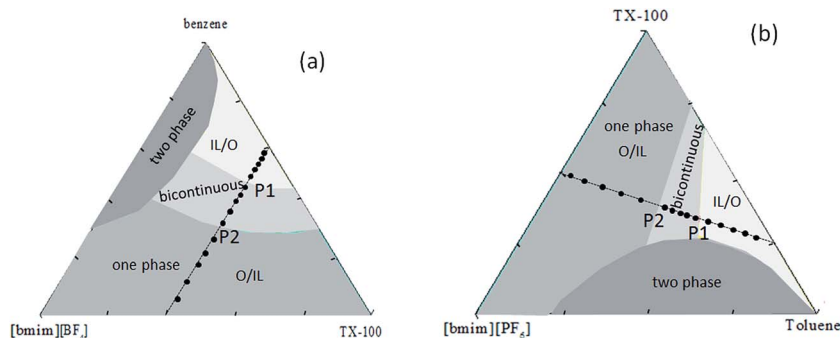 benzene
(a)
two phase
IL/O
bicontinuous
P1
P2
one phase
O/IL
[bmim][BF4]
TX-100
TX-100
(b)
one phase
O/IL
bicontinuous
IL/O
P2
P1
two phase
[bmim][PF6]
Toluene